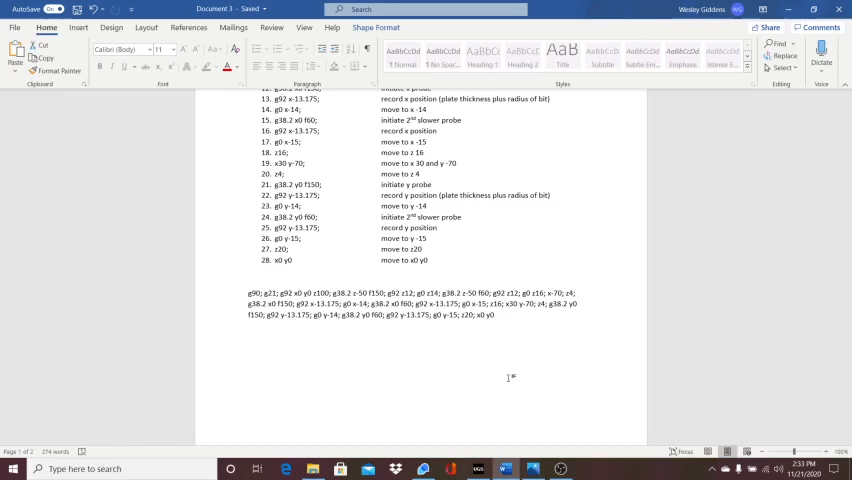 AutoSave On Document 3 - Saved Search Wesley Giddens WG
File Home Insert Draw Design Layout References Mailings Review View Help Shape Format Share Comments
Paste Cut Copy Format Painter
Calibri (Body) 11
AaBbCcDd AaBbCcDd AaBbCc AaBbCcD AaB AaBbCcD AaBbCcDd AaBbCcDd
¶ Normal ¶ No Spac... Heading 1 Heading 2 Title Subtitle Subtle Em... Emphasis Intense E...
Find Replace Select Dictate
Clipboard Font Paragraph Styles Editing Voice
12. g38.2 x0 f150; initiate x probe
13. g92 x-13.175; record x position (plate thickness plus radius of bit)
14. g0 x-14; move to x -14
15. g38.2 x0 f60; initiate 2nd slower probe
16. g92 x-13.175; record x position
17. g0 x-15; move to x -15
18. z16; move to z 16
19. x30 y-70; move to x 30 and y -70
20. z4; move to z 4
21. g38.2 y0 f150; initiate y probe
22. g92 y-13.175; record y position (plate thickness plus radius of bit)
23. g0 y-14; move to y -14
24. g38.2 y0 f60; initiate 2nd slower probe
25. g92 y-13.175; record y position
26. g0 y-15; move to y -15
27. z20; move to z20
28. x0 y0 move to x0 y0
g90; g21; g92 x0 y0 z100; g38.2 z-50 f150; g92 z12; g0 z14; g38.2 z-50 f60; g92 z12; g0 z16; x-70; z4;
g38.2 x0 f150; g92 x-13.175; g0 x-14; g38.2 x0 f60; g92 x-13.175; g0 x-15; z16; x30 y-70; z4; g38.2 y0
f150; g92 y-13.175; g0 y-14; g38.2 y0 f60; g92 y-13.175; g0 y-15; z20; x0 y0
Page 1 of 2 274 words Focus 100%
Type here to search UGS 2:33 PM
11/21/2020